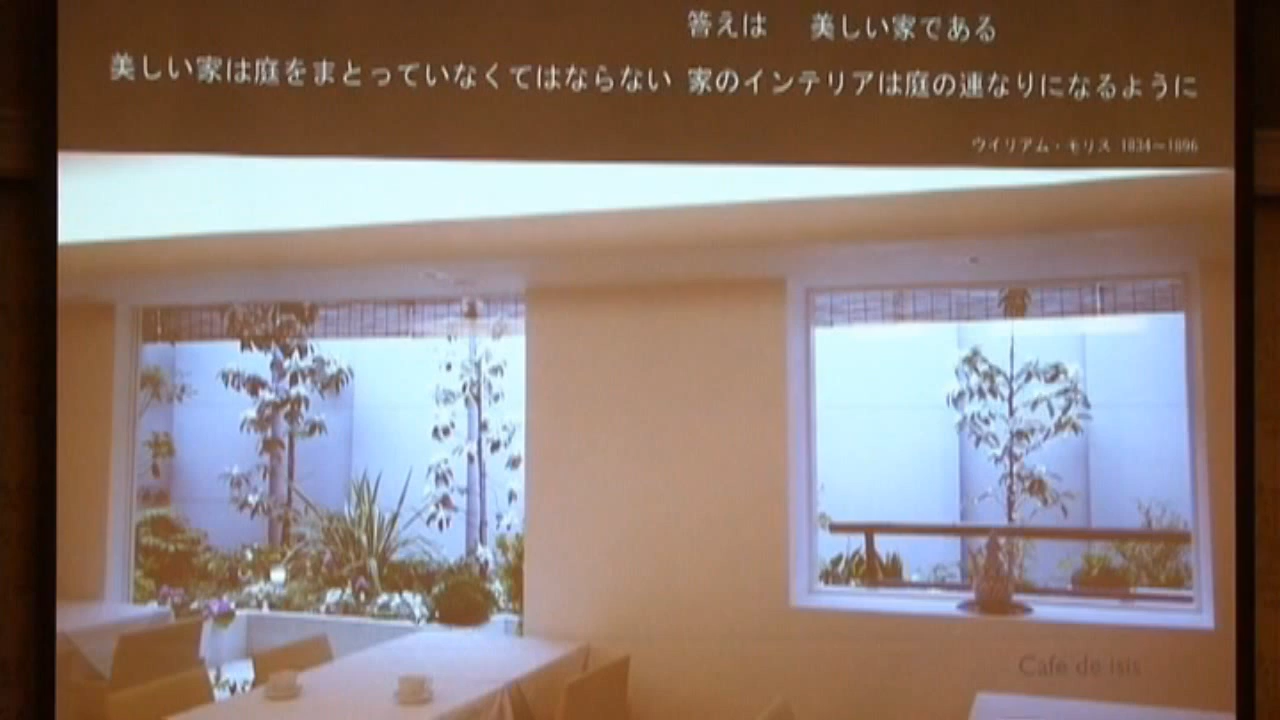 答えは 美しい家である
美しい家は庭をまとっていなくてはならない 家のインテリアは庭の連なりになるように
ウイリアム・モリス 1834～1896
Cafe de isis